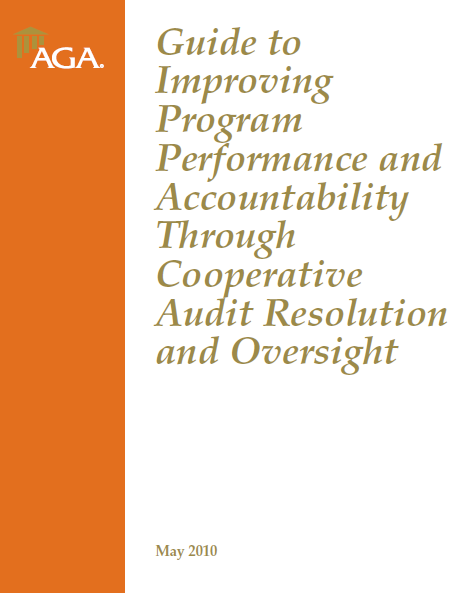 AGA.
Guide to
Improving
Program
Performance and
Accountability
Through
Cooperative
Audit Resolution
and Oversight
May 2010